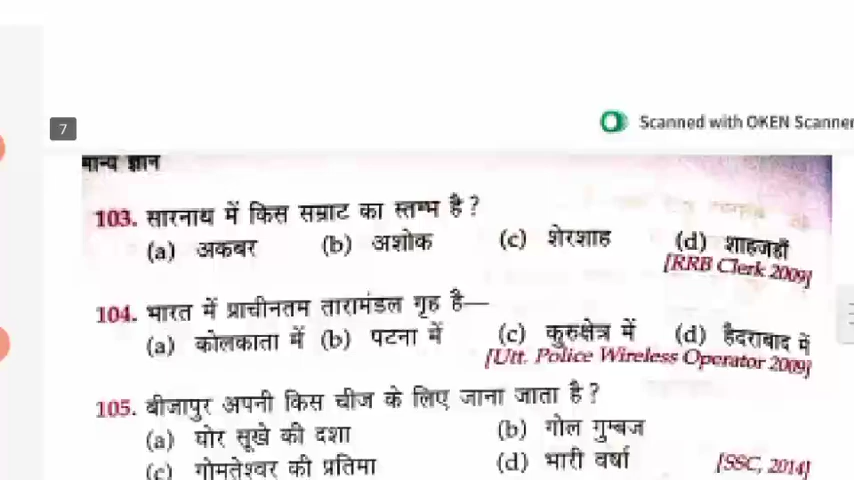 7
Scanned with OKEN Scanner
मान्य ज्ञान
103. सारनाथ में किस सम्राट का स्तम्भ है ?
(a) अकबर (b) अशोक (c) शेरशाह (d) शाहजहाँ
[RRB Clerk 2009]
104. भारत में प्राचीनतम तारामंडल गृह है—
(a) कोलकाता में (b) पटना में (c) कुरुक्षेत्र में (d) हैदराबाद में
[Utt. Police Wireless Operator 2009]
105. बीजापुर अपनी किस चीज के लिए जाना जाता है ?
(a) घोर सूखे की दशा (b) गोल गुम्बज
(c) गोमतेश्वर की प्रतिमा (d) भारी वर्षा [SSC, 2014]